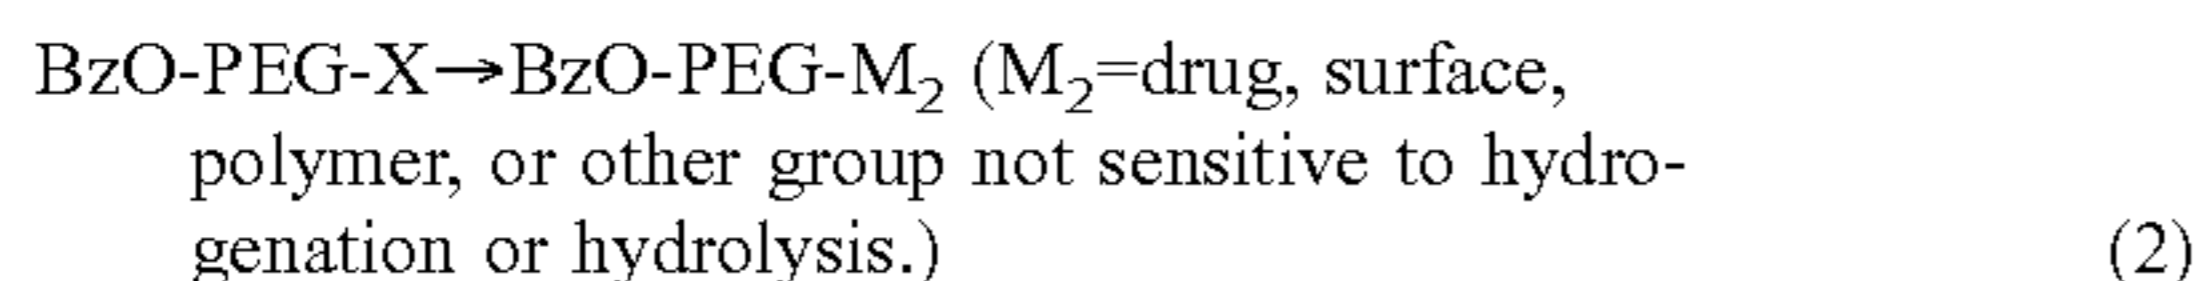 BzO-PEG-X→BzO-PEG-M₂ (M₂=drug, surface,
polymer, or other group not sensitive to hydro-
genation or hydrolysis.) (2)